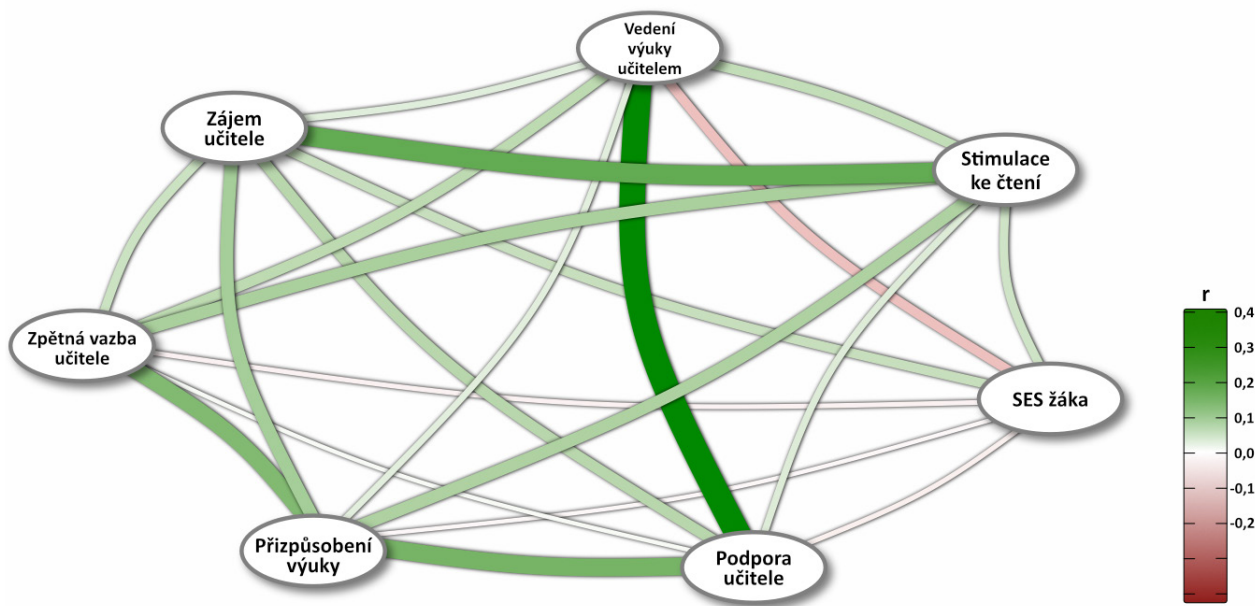 Vedení
výuky
učitelem
Zájem
učitele
Stimulace
ke čtení
Zpětná vazba
učitele
SES žáka
Přizpůsobení
výuky
Podpora
učitele
r
0,4
0,3
0,2
0,1
0,0
-0,1
-0,2